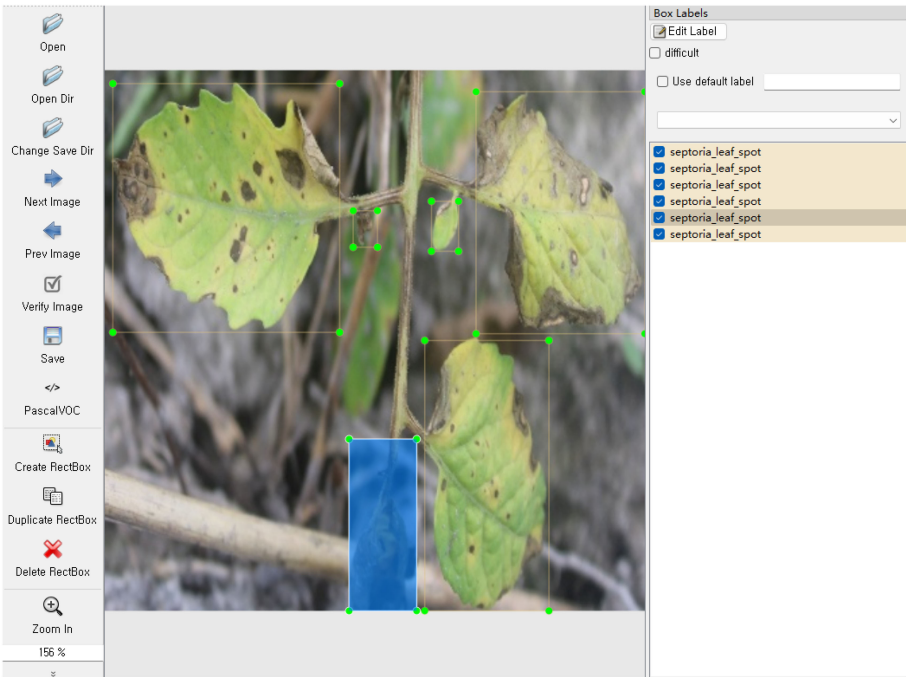 Open
Open Dir
Change Save Dir
Next Image
Prev Image
Verify Image
Save
</>
PascalVOC
Create RectBox
Duplicate RectBox
Delete RectBox
Zoom In
156 %
Box Labels
Edit Label
difficult
Use default label
septoria_leaf_spot
septoria_leaf_spot
septoria_leaf_spot
septoria_leaf_spot
septoria_leaf_spot
septoria_leaf_spot